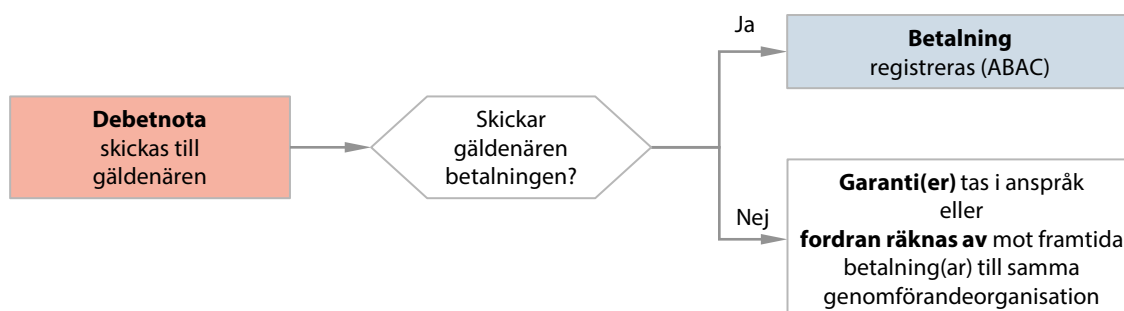 Debetnota
skickas till
gäldenären
Skickar
gäldenären
betalningen?
Ja
Betalning
registreras (ABAC)
Nej
Garanti(er) tas i anspråk
eller
fordran räknas av mot framtida
betalning(ar) till samma
genomförandeorganisation